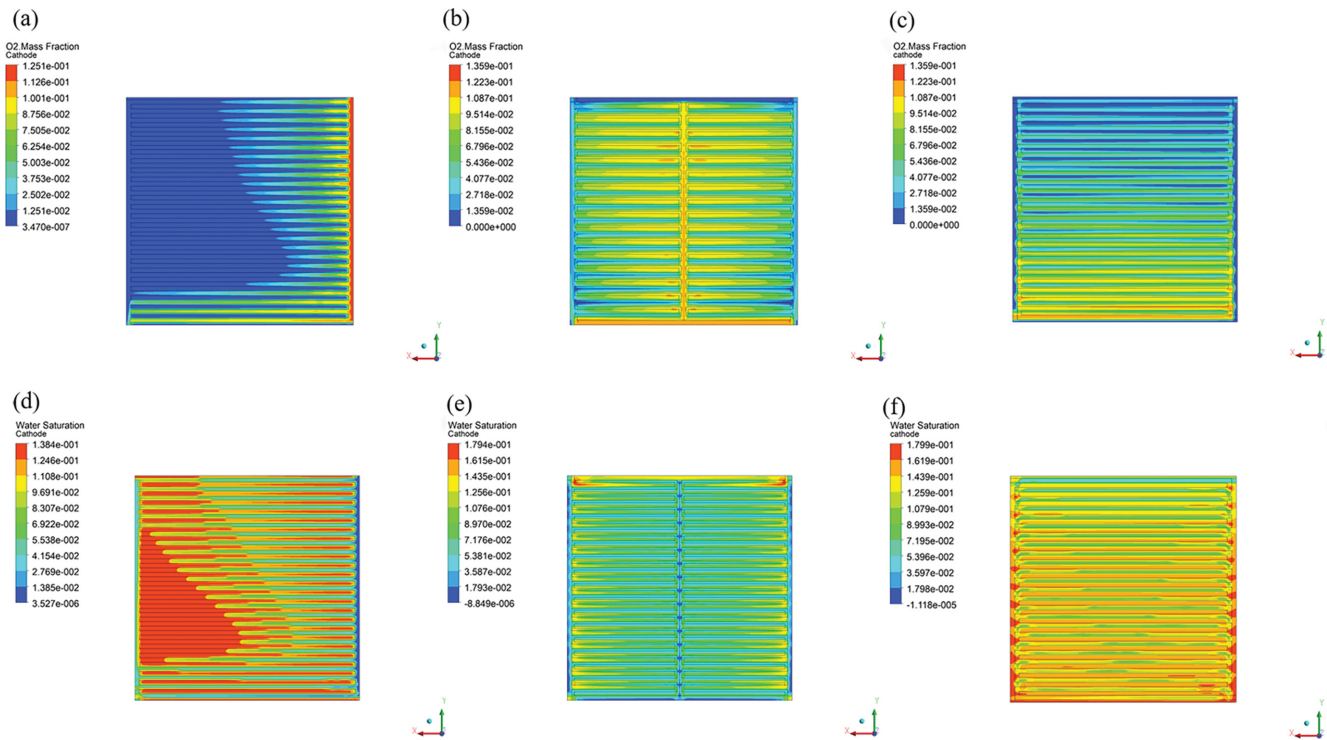 (a)
O2.Mass Fraction
Cathode
1.251e-001
1.126e-001
1.001e-001
8.756e-002
7.505e-002
6.254e-002
5.003e-002
3.753e-002
2.502e-002
1.251e-002
3.470e-007
Y
X
Z
(b)
O2.Mass Fraction
Cathode
1.359e-001
1.223e-001
1.087e-001
9.514e-002
8.155e-002
6.796e-002
5.436e-002
4.077e-002
2.718e-002
1.359e-002
0.000e+000
Y
X
Z
(c)
O2.Mass Fraction
Cathode
1.359e-001
1.223e-001
1.087e-001
9.514e-002
8.155e-002
6.796e-002
5.436e-002
4.077e-002
2.718e-002
1.359e-002
0.000e+000
Y
X
Z
(d)
Water Saturation
Cathode
1.384e-001
1.246e-001
1.108e-001
9.691e-002
8.307e-002
6.922e-002
5.538e-002
4.154e-002
2.769e-002
1.385e-002
3.527e-006
Y
X
Z
(e)
Water Saturation
Cathode
1.794e-001
1.615e-001
1.435e-001
1.256e-001
1.076e-001
8.970e-002
7.176e-002
5.381e-002
3.587e-002
1.793e-002
-8.849e-006
Y
X
Z
(f)
Water Saturation
cathode
1.799e-001
1.619e-001
1.439e-001
1.259e-001
1.079e-001
8.993e-002
7.195e-002
5.396e-002
3.597e-002
1.798e-002
-1.118e-005
Y
X
Z